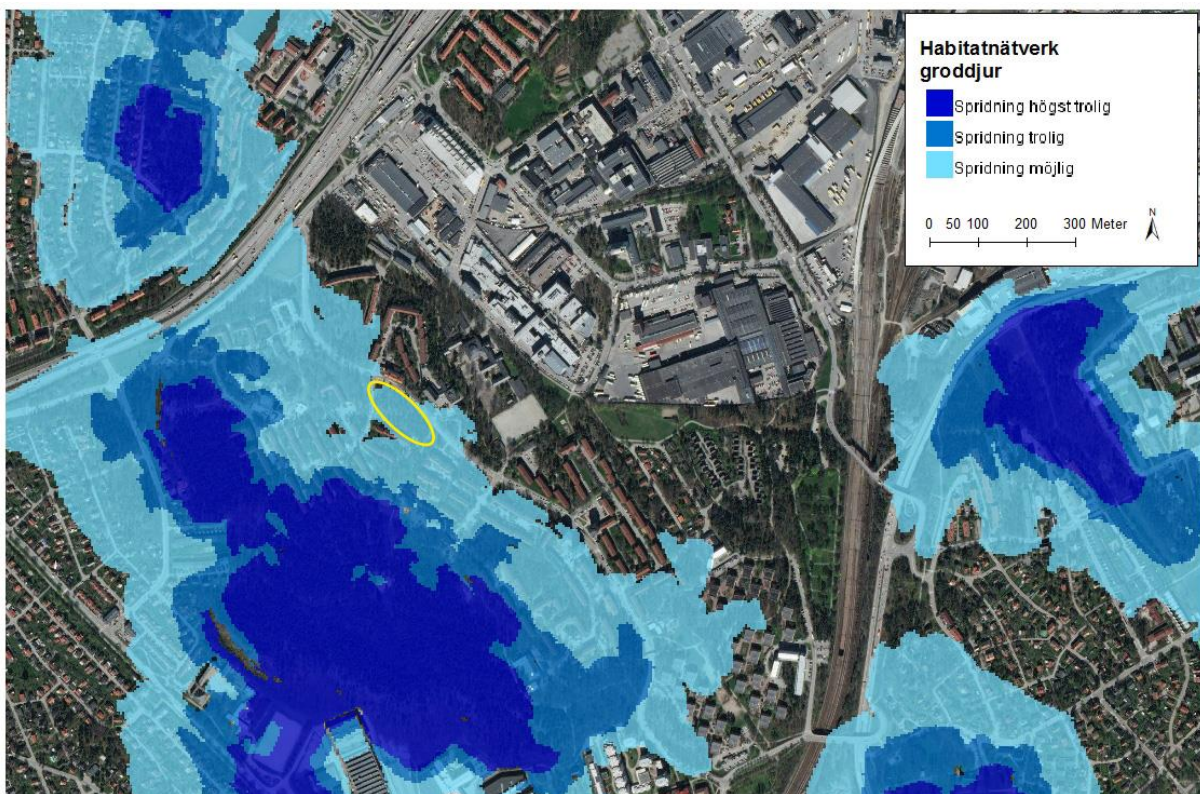 Habitatnätverk
groddjur
Spridning högst trolig
Spridning trolig
Spridning möjlig
0 50 100 200 300 Meter N